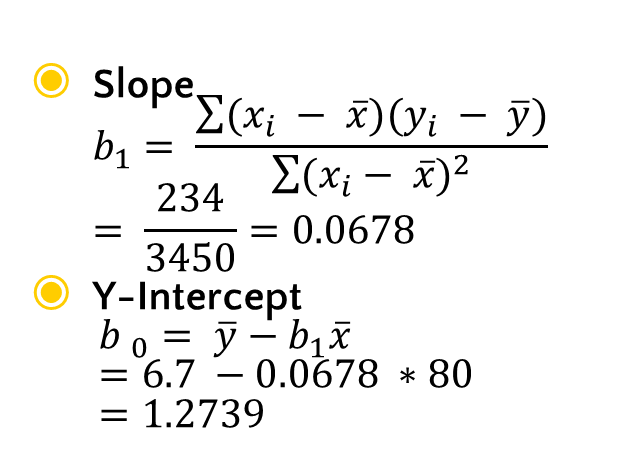 Slope
b₁ = ∑(xᵢ − x̄)(yᵢ − ȳ) / ∑(xᵢ − x̄)²
= 234 / 3450 = 0.0678
Y-Intercept
b ₀ = ȳ − b₁x̄
= 6.7 − 0.0678 * 80
= 1.2739